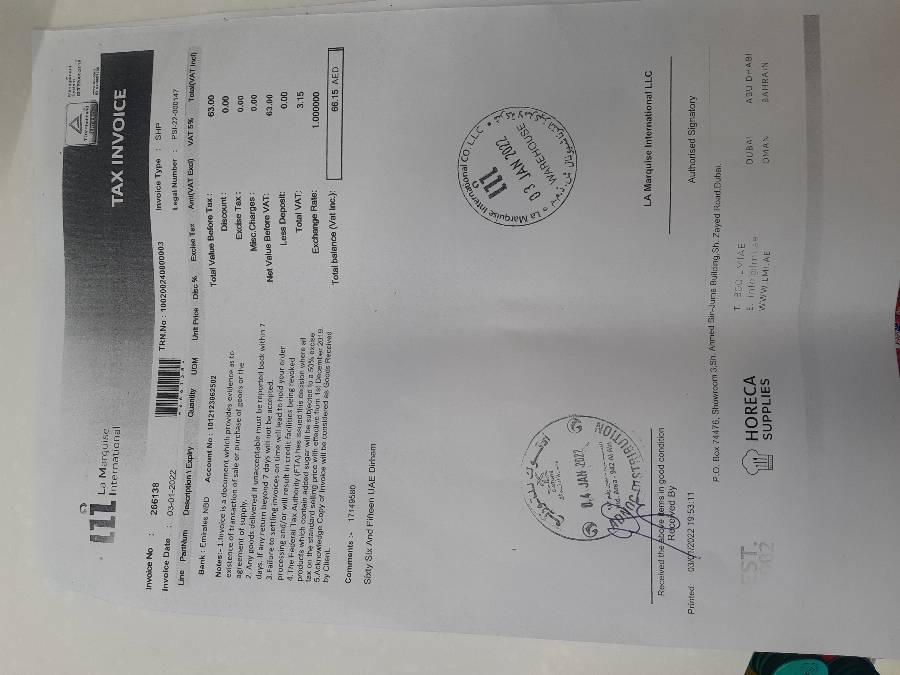 La Marquise
International
TAX INVOICE
Invoice No : 266138
TRN.No : 100200240000003
Invoice Type : SHP
Invoice Date : 03-01-2022
Legal Number : PSI-22-000147
Line PartNum Description \ Expiry Quantity UOM Unit Price Disc % Excise Tax Amt(VAT Excl) VAT 5% Total(VAT Incl)
Bank : Emirates NBD Account No : 1012123862502
Notes:- 1.Invoice is a document which provides evidence as to
existence of transaction of sale or purchase of goods or the
agreement of supply.
2. Any goods delivered if unacceptable must be reported back within 7
days. If any return beyond 7 days will not be accepted.
3.Failure to settling invoices on time will lead to hold your order
processing and/or will result in credit facilities being revoked
4. The Federal Tax Authority (FTA) has issued this decision where all
products which contain added sugar will be subjected to a 50% excise
tax on the standard selling price with effective from 1st December 2019.
5.Acknowledge Copy of Invoice will be considered as Goods Received
by Client.
Total Value Before Tax : 63.00
Discount : 0.00
Excise Tax : 0.00
Misc.Charges : 0.00
Net Value Before VAT: 63.00
Less Deposit: 0.00
Total VAT: 3.15
Exchange Rate: 1.000000
Total balance (Vat Inc.): 66.15 AED
Comments :- 17149580
Sixty Six And Fifteen UAE Dirham
La Marquise International CO. L.L.C.
03 JAN 2022
WAREHOUSE
04 JAN 2022
DISTRIBUTION
La Marquise International LLC
Received the above items in good condition
Received By
Authorised Signatory
Printed: 03/01/2022 19:53:11
P.O. Box 74476, Showroom 3,Sh. Ahmed Bin-Juma Building,Sh. Zayed Road,Dubai.
EST.
HORECA
SUPPLIES
T. 800 - LMUAE
E. info@lmi.ae
WWW.LMI.AE
DUBAI ABU DHABI
OMAN BAHRAIN